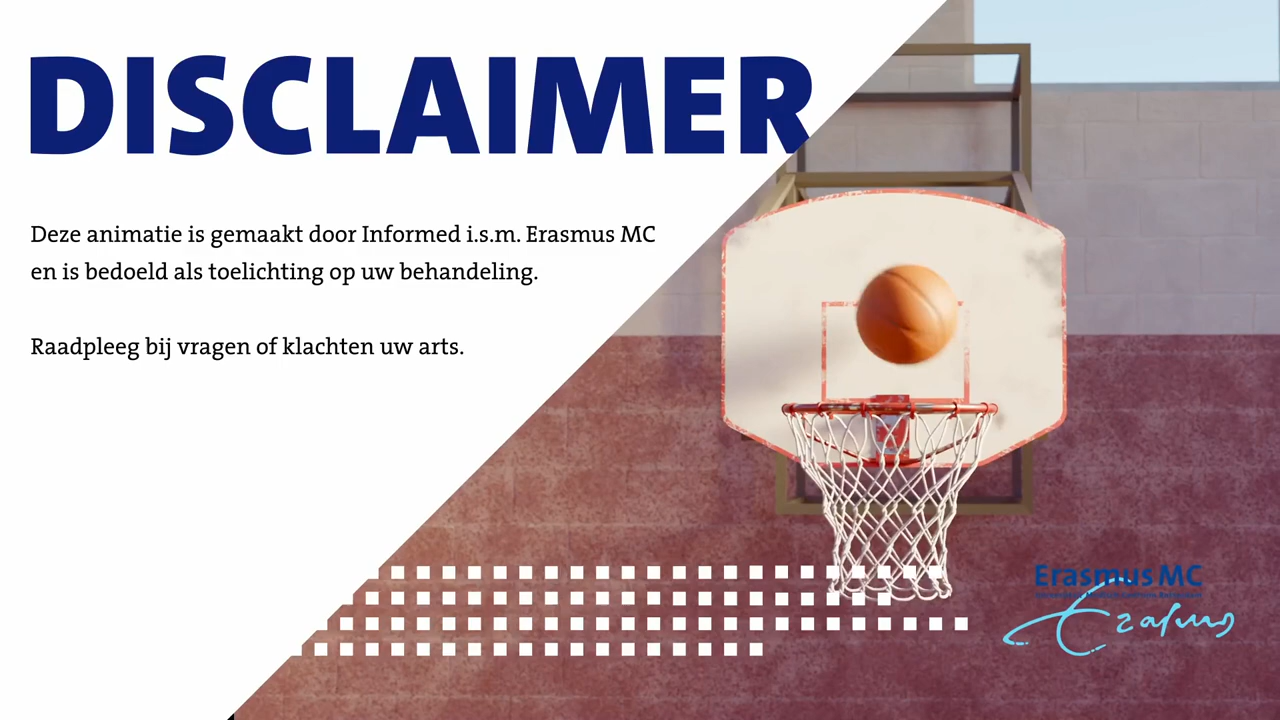 DISCLAIMER
Deze animatie is gemaakt door Informed i.s.m. Erasmus MC
en is bedoeld als toelichting op uw behandeling.
Raadpleeg bij vragen of klachten uw arts.
Erasmus MC
Erasmus